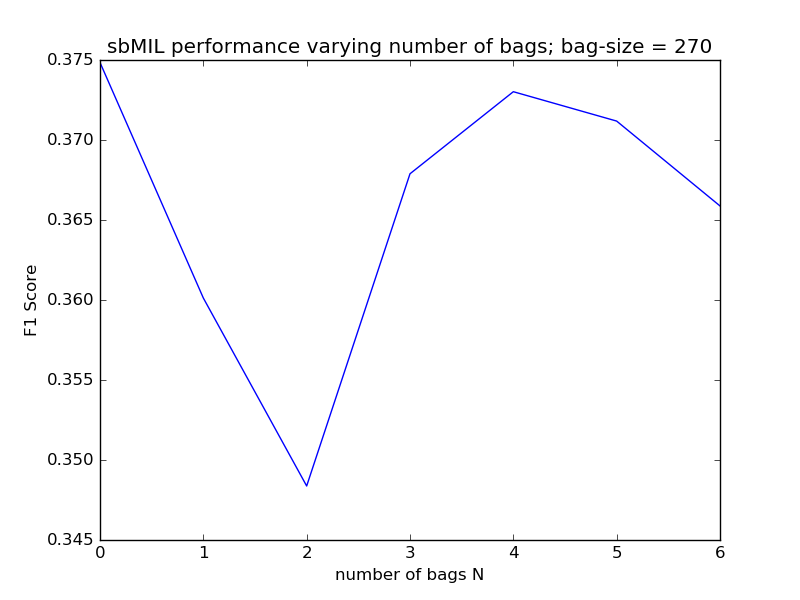 sbMIL performance varying number of bags; bag-size = 270
0.375
0.370
0.365
0.360
0.355
0.350
0.345
F1 Score
0 1 2 3 4 5 6
number of bags N